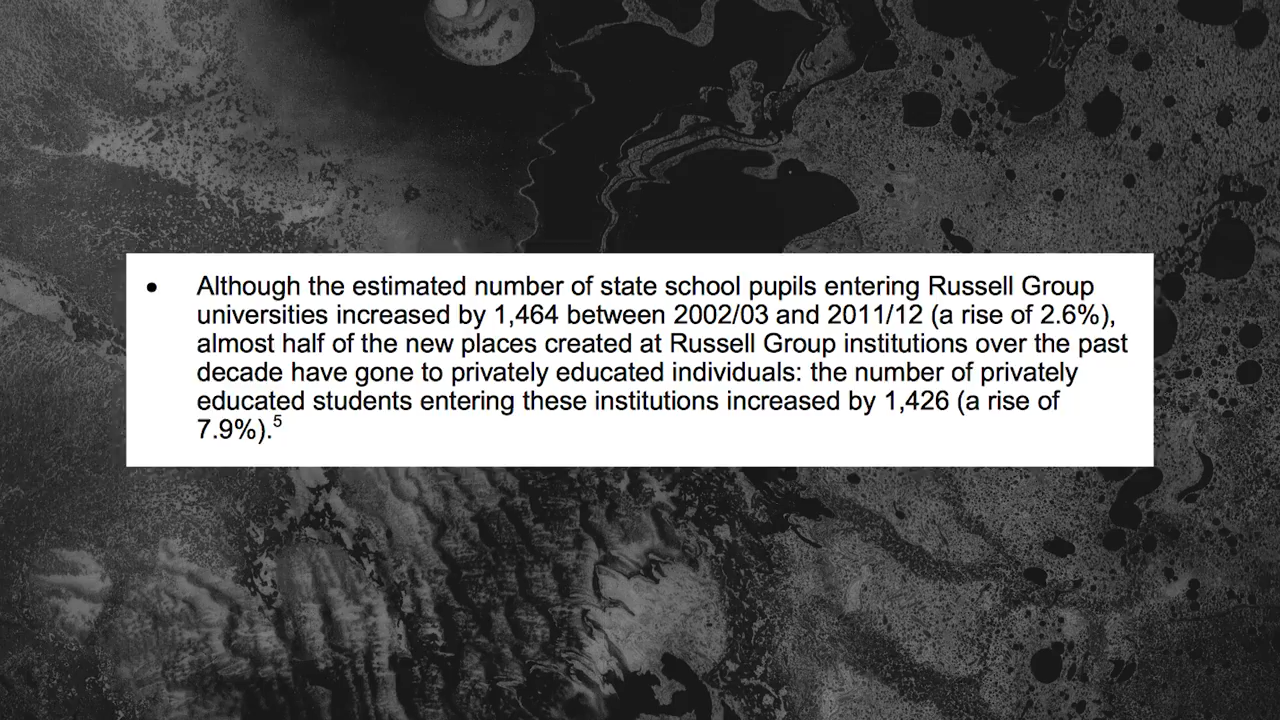 • Although the estimated number of state school pupils entering Russell Group
universities increased by 1,464 between 2002/03 and 2011/12 (a rise of 2.6%),
almost half of the new places created at Russell Group institutions over the past
decade have gone to privately educated individuals: the number of privately
educated students entering these institutions increased by 1,426 (a rise of
7.9%).⁵